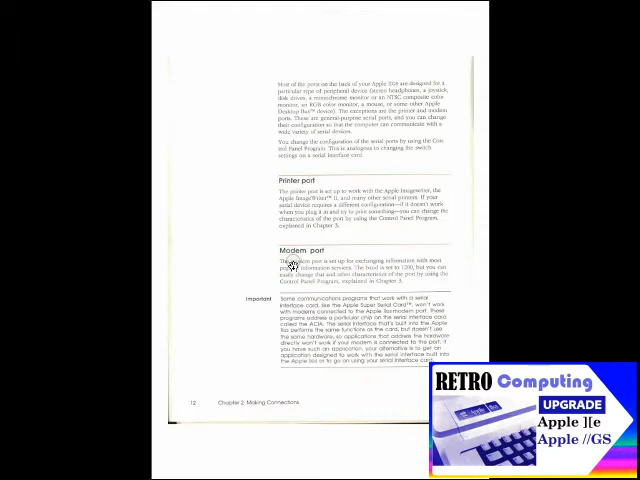 Most of the ports on the back of your Apple IIGS are designed for a
particular type of peripheral device (stereo headphones, a joystick,
disk drives, a monochrome monitor or an NTSC composite color
monitor, an RGB color monitor, a mouse, or some other Apple
Desktop Bus™ device). The exceptions are the printer and modem
ports. These are general-purpose serial ports, and you can change
their configuration so that the computer can communicate with a
wide variety of serial devices.
You change the configuration of the serial ports by using the Con
trol Panel Program. This is analogous to changing the switch
settings on a serial interface card.
Printer port
The printer port is set up to work with the Apple Imagewriter, the
Apple ImageWriter™ II, and many other serial printers. If your
serial device requires a different configuration—if it doesn't work
when you plug it in and try to print something—you can change the
characteristics of the port by using the Control Panel Program,
explained in Chapter 3.
Modem port
The modem port is set up for exchanging information with most
information services. The baud is set to 1200, but you can
easily change that and other characteristics of the port by using the
Control Panel Program, explained in Chapter 3.
Important
Some communications programs that work with a serial
interface card, like the Apple Super Serial Card™, won't work
with modems connected to the Apple IIGS modem port. These
programs address a particular chip on the serial interface card
called the ACIA. The serial interface that's built into the Apple
IIGS performs the same functions as the card, but doesn't use
the same hardware, so applications that address the hardware
directly won't work if your modem is connected to the port. If
you have such an application, your alternative is to get an
application designed to work with the serial interface built into
the Apple IIGS or to go on using your serial interface card.
12 Chapter 2: Making Connections
RETRO Computing
UPGRADE
Apple ][e
Apple //GS